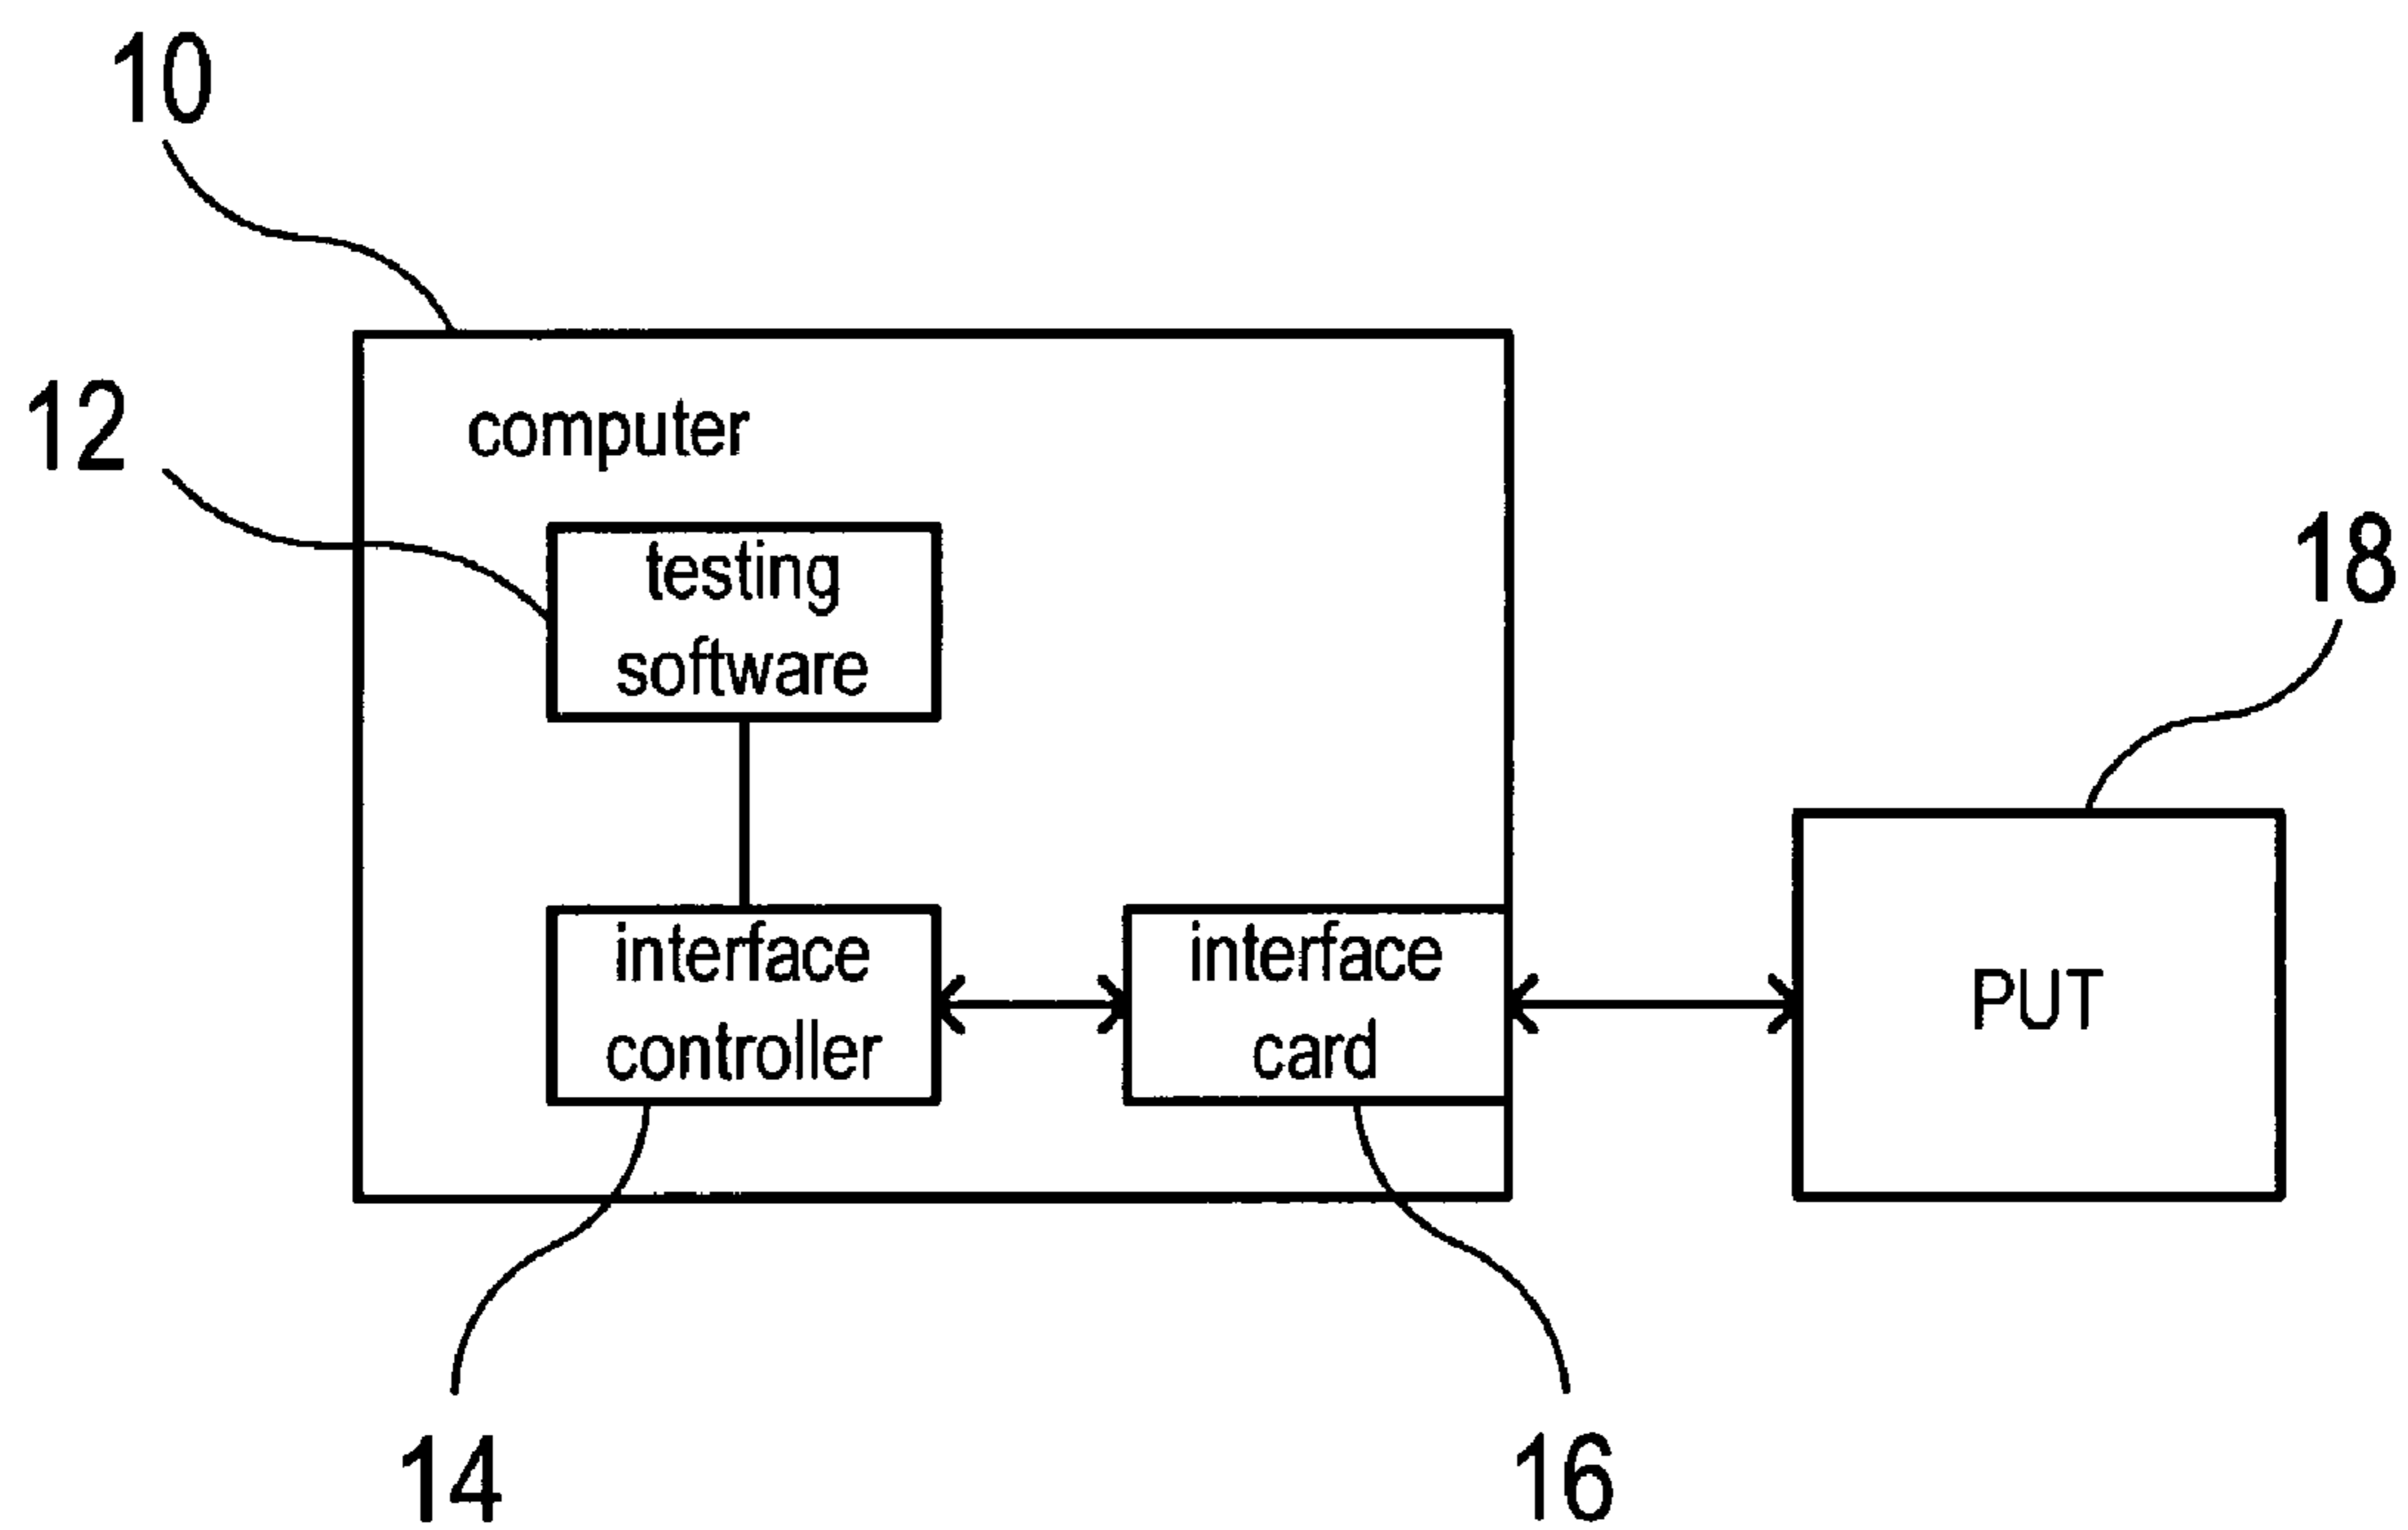 10
computer
12
testing
software
18
interface
controller
interface
card
PUT
14
16